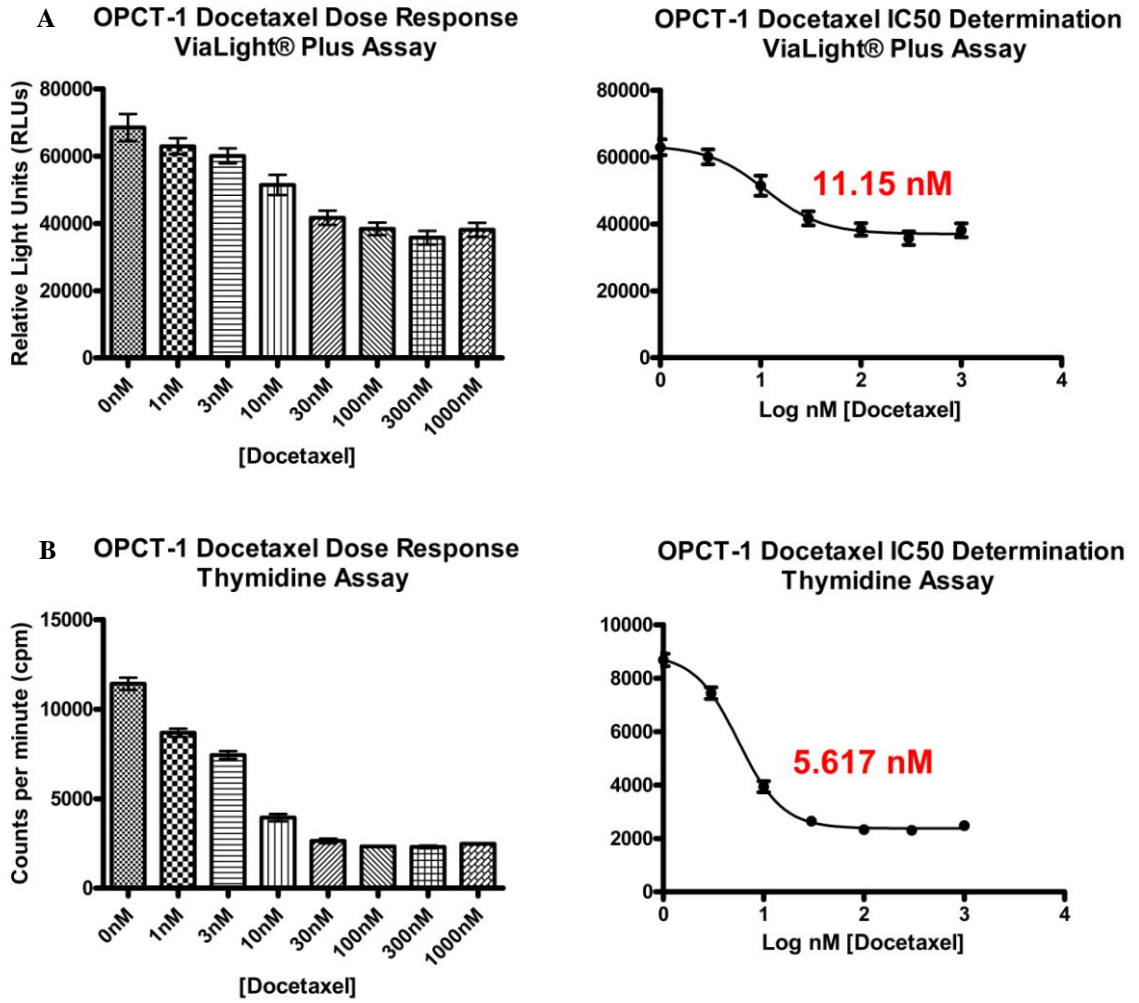 A
OPCT-1 Docetaxel Dose Response
ViaLight® Plus Assay
Relative Light Units (RLUs)
80000
60000
40000
20000
0
0nM
1nM
3nM
10nM
30nM
100nM
300nM
1000nM
[Docetaxel]
OPCT-1 Docetaxel IC50 Determination
ViaLight® Plus Assay
80000
60000
40000
20000
0
11.15 nM
0
1
2
3
4
Log nM [Docetaxel]
B
OPCT-1 Docetaxel Dose Response
Thymidine Assay
Counts per minute (cpm)
15000
10000
5000
0
0nM
1nM
3nM
10nM
30nM
100nM
300nM
1000nM
[Docetaxel]
OPCT-1 Docetaxel IC50 Determination
Thymidine Assay
10000
8000
6000
4000
2000
0
5.617 nM
0
1
2
3
4
Log nM [Docetaxel]